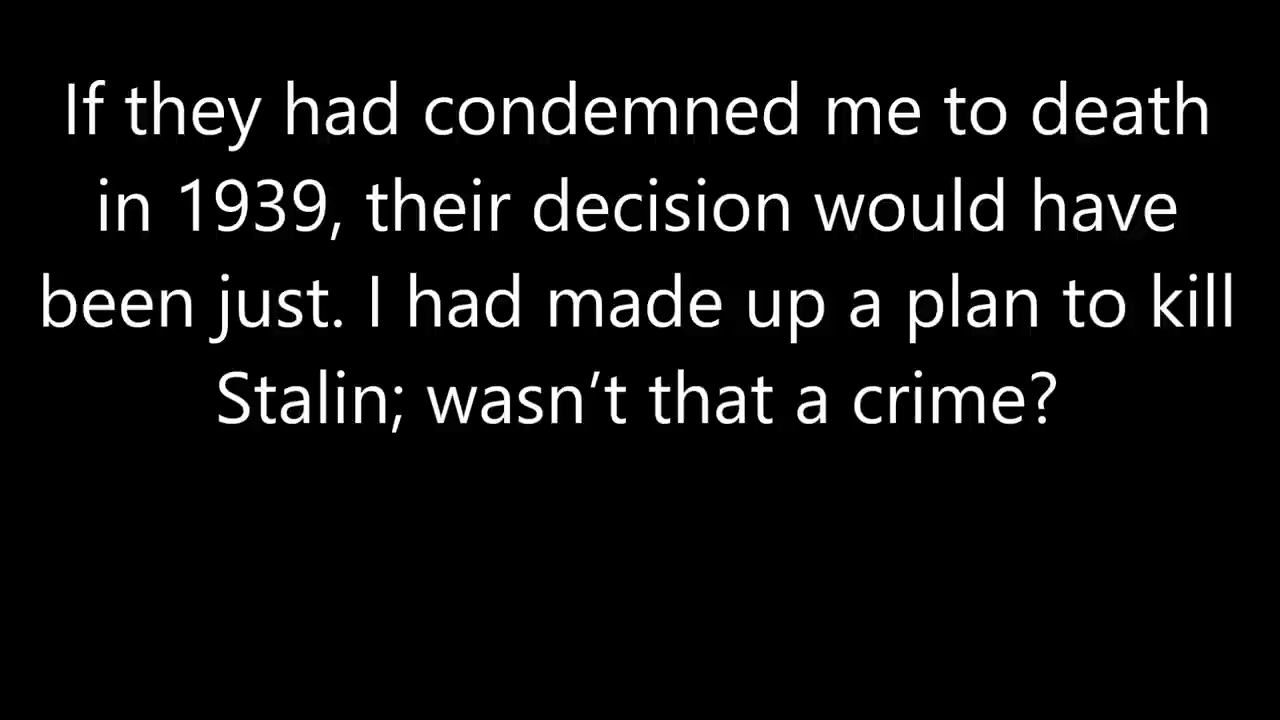 If they had condemned me to death
in 1939, their decision would have
been just. I had made up a plan to kill
Stalin; wasn’t that a crime?